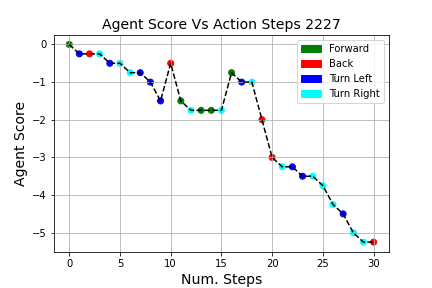 Agent Score Vs Action Steps 2227
Forward
Back
Turn Left
Turn Right
Agent Score
0
−1
−2
−3
−4
−5
0 5 10 15 20 25 30
Num. Steps